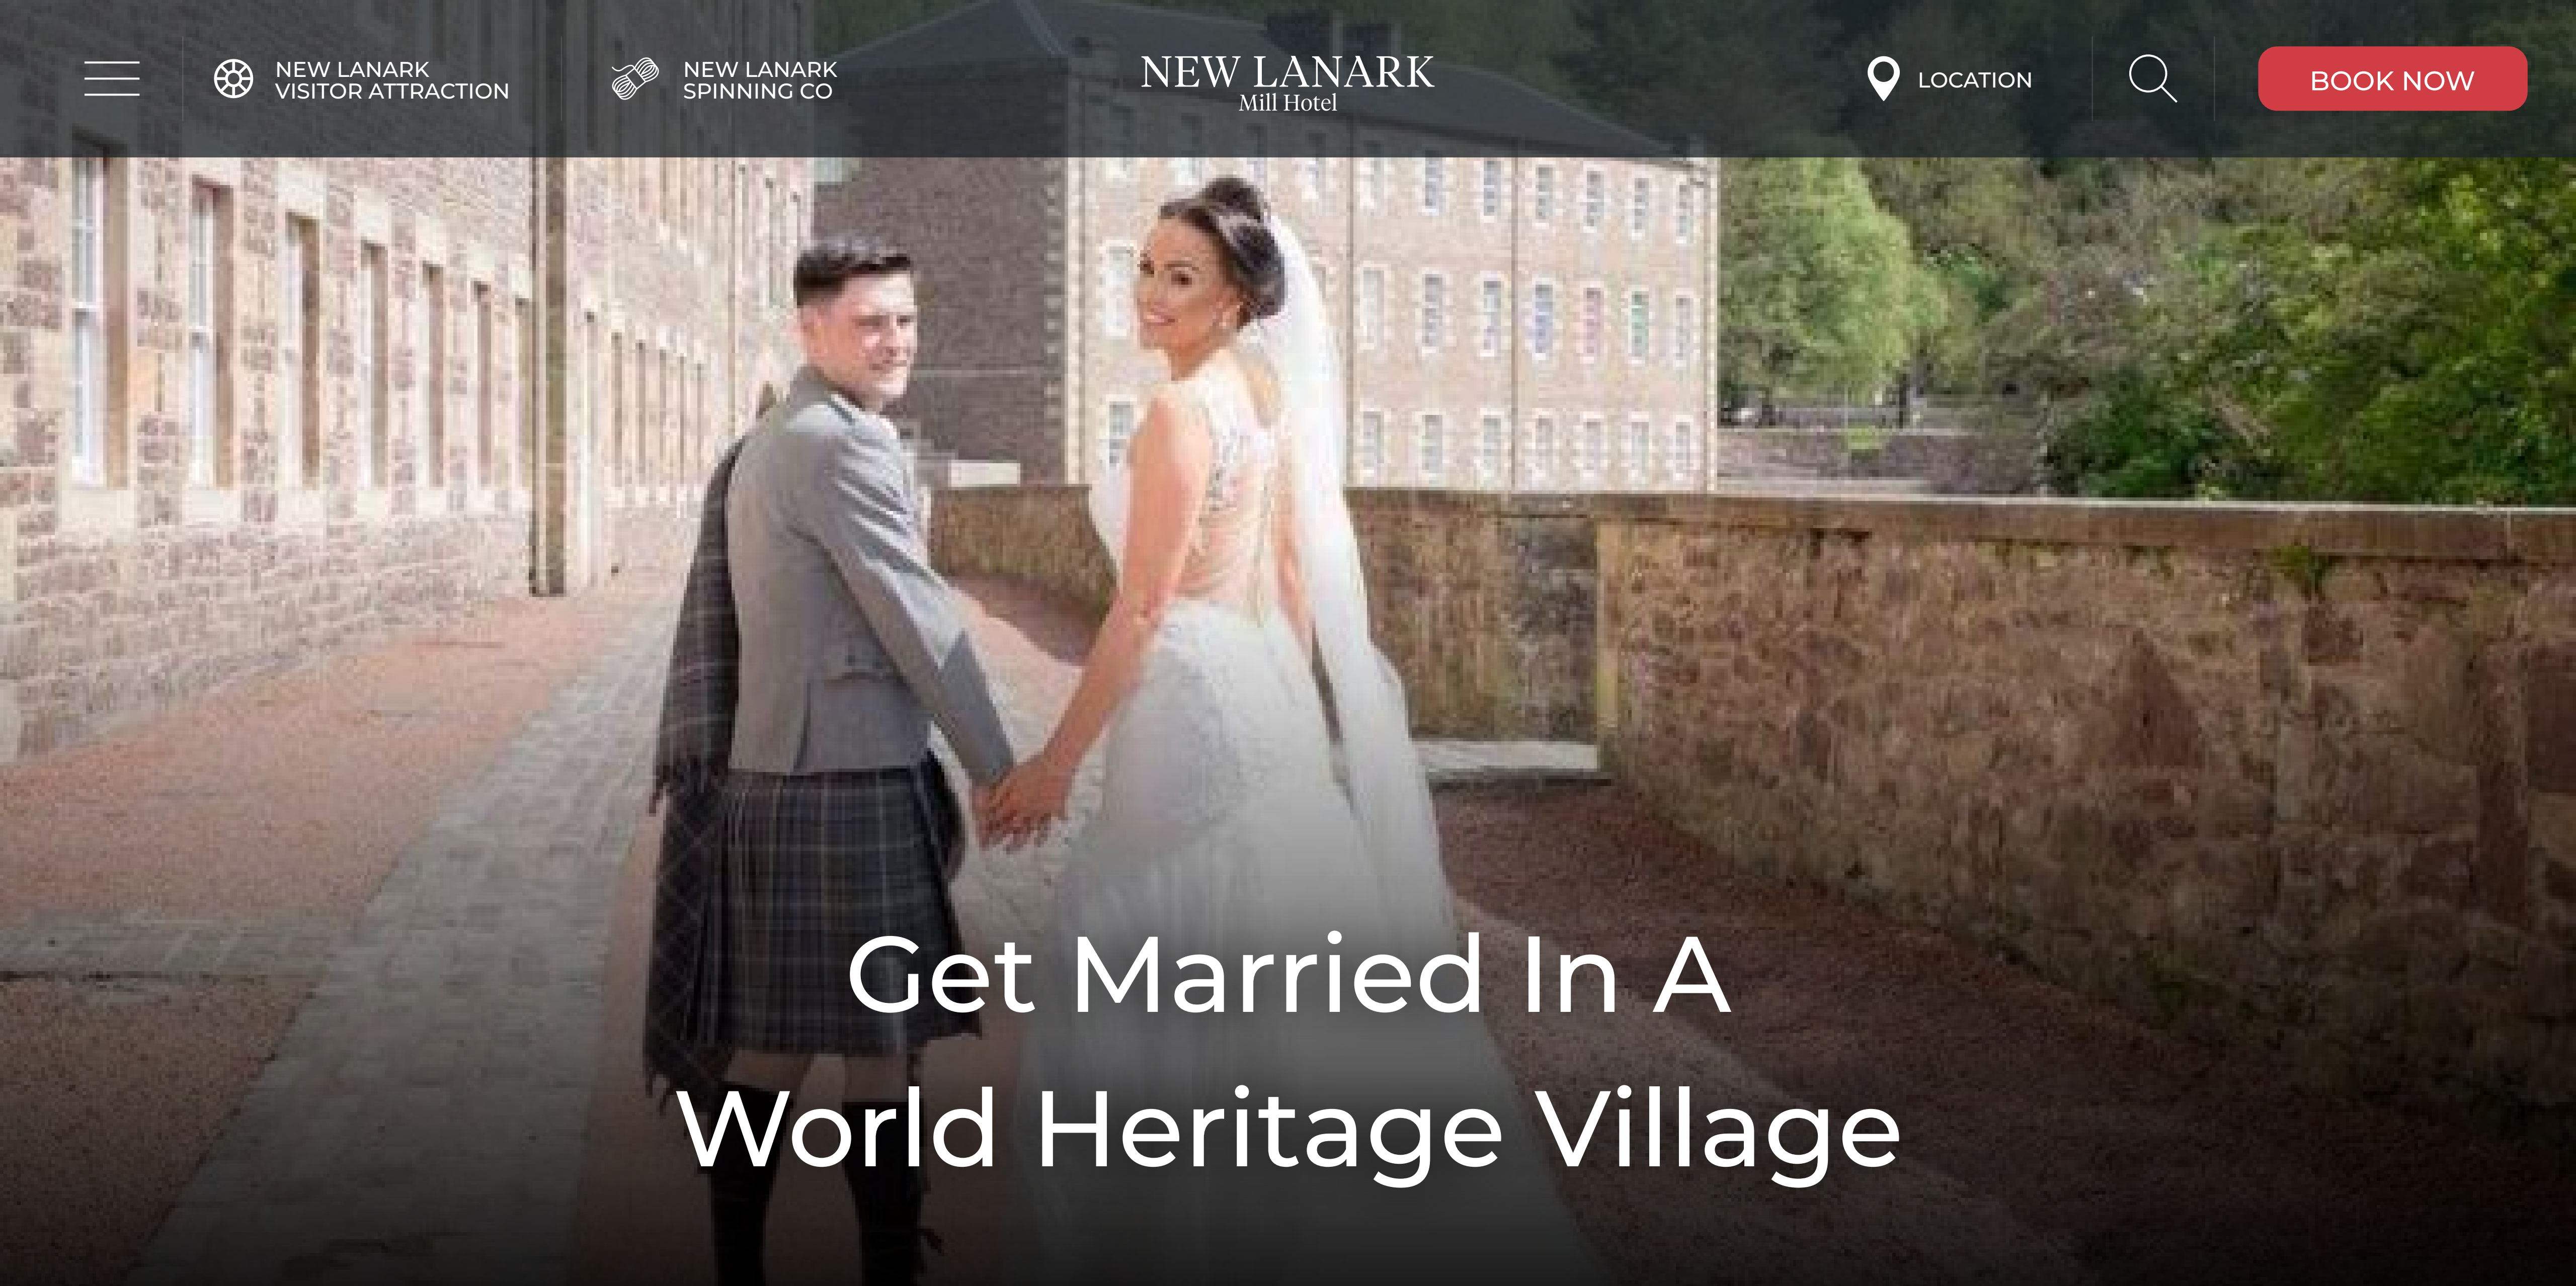 NEW LANARK
VISITOR ATTRACTION
NEW LANARK
SPINNING CO
NEW LANARK
Mill Hotel
LOCATION
BOOK NOW
Get Married In A
World Heritage Village